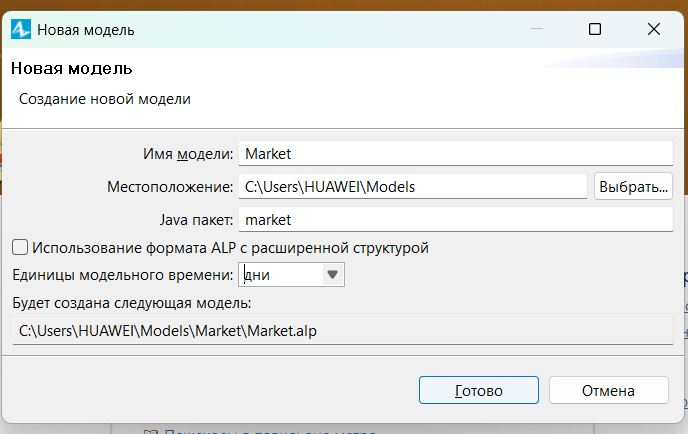 Новая модель
Новая модель
Создание новой модели
Имя модели: Market
Местоположение: C:\Users\HUAWEI\Models Выбрать...
Java пакет: market
Использование формата ALP с расширенной структурой
Единицы модельного времени: дни
Будет создана следующая модель:
C:\Users\HUAWEI\Models\Market\Market.alp
Готово Отмена